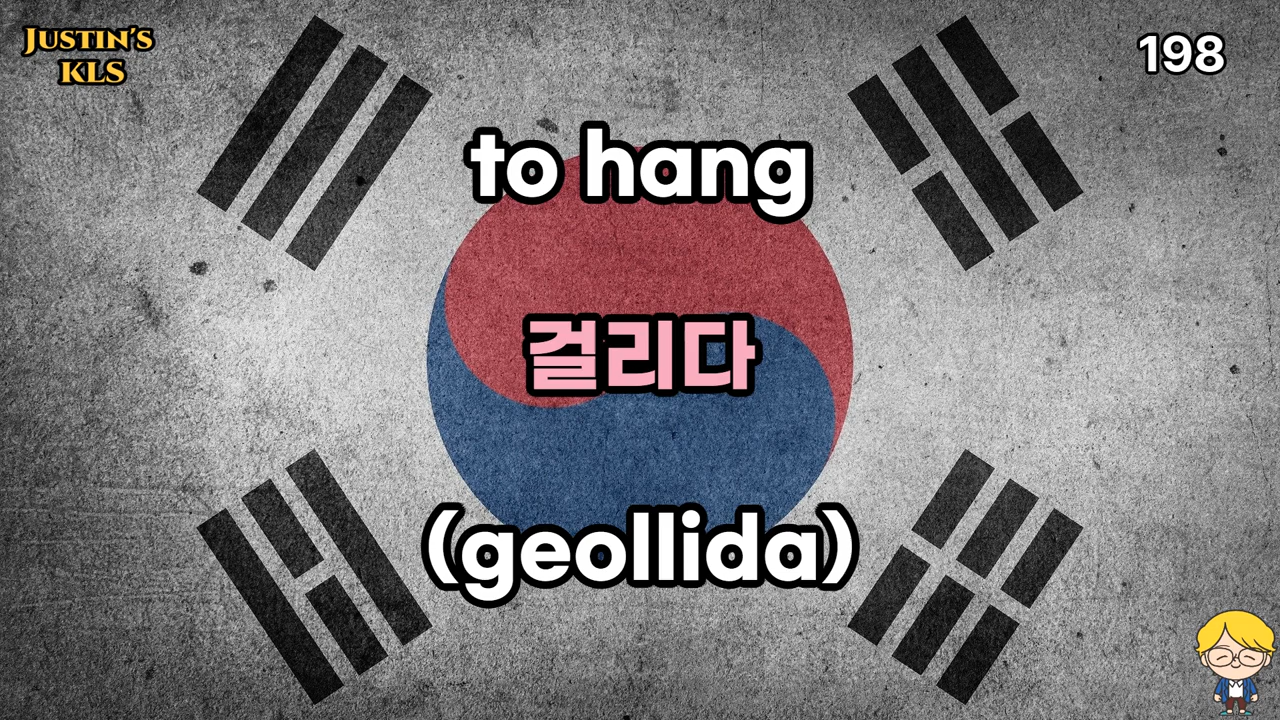 JUSTIN'S
KLS
198
to hang
걸리다
(geollida)